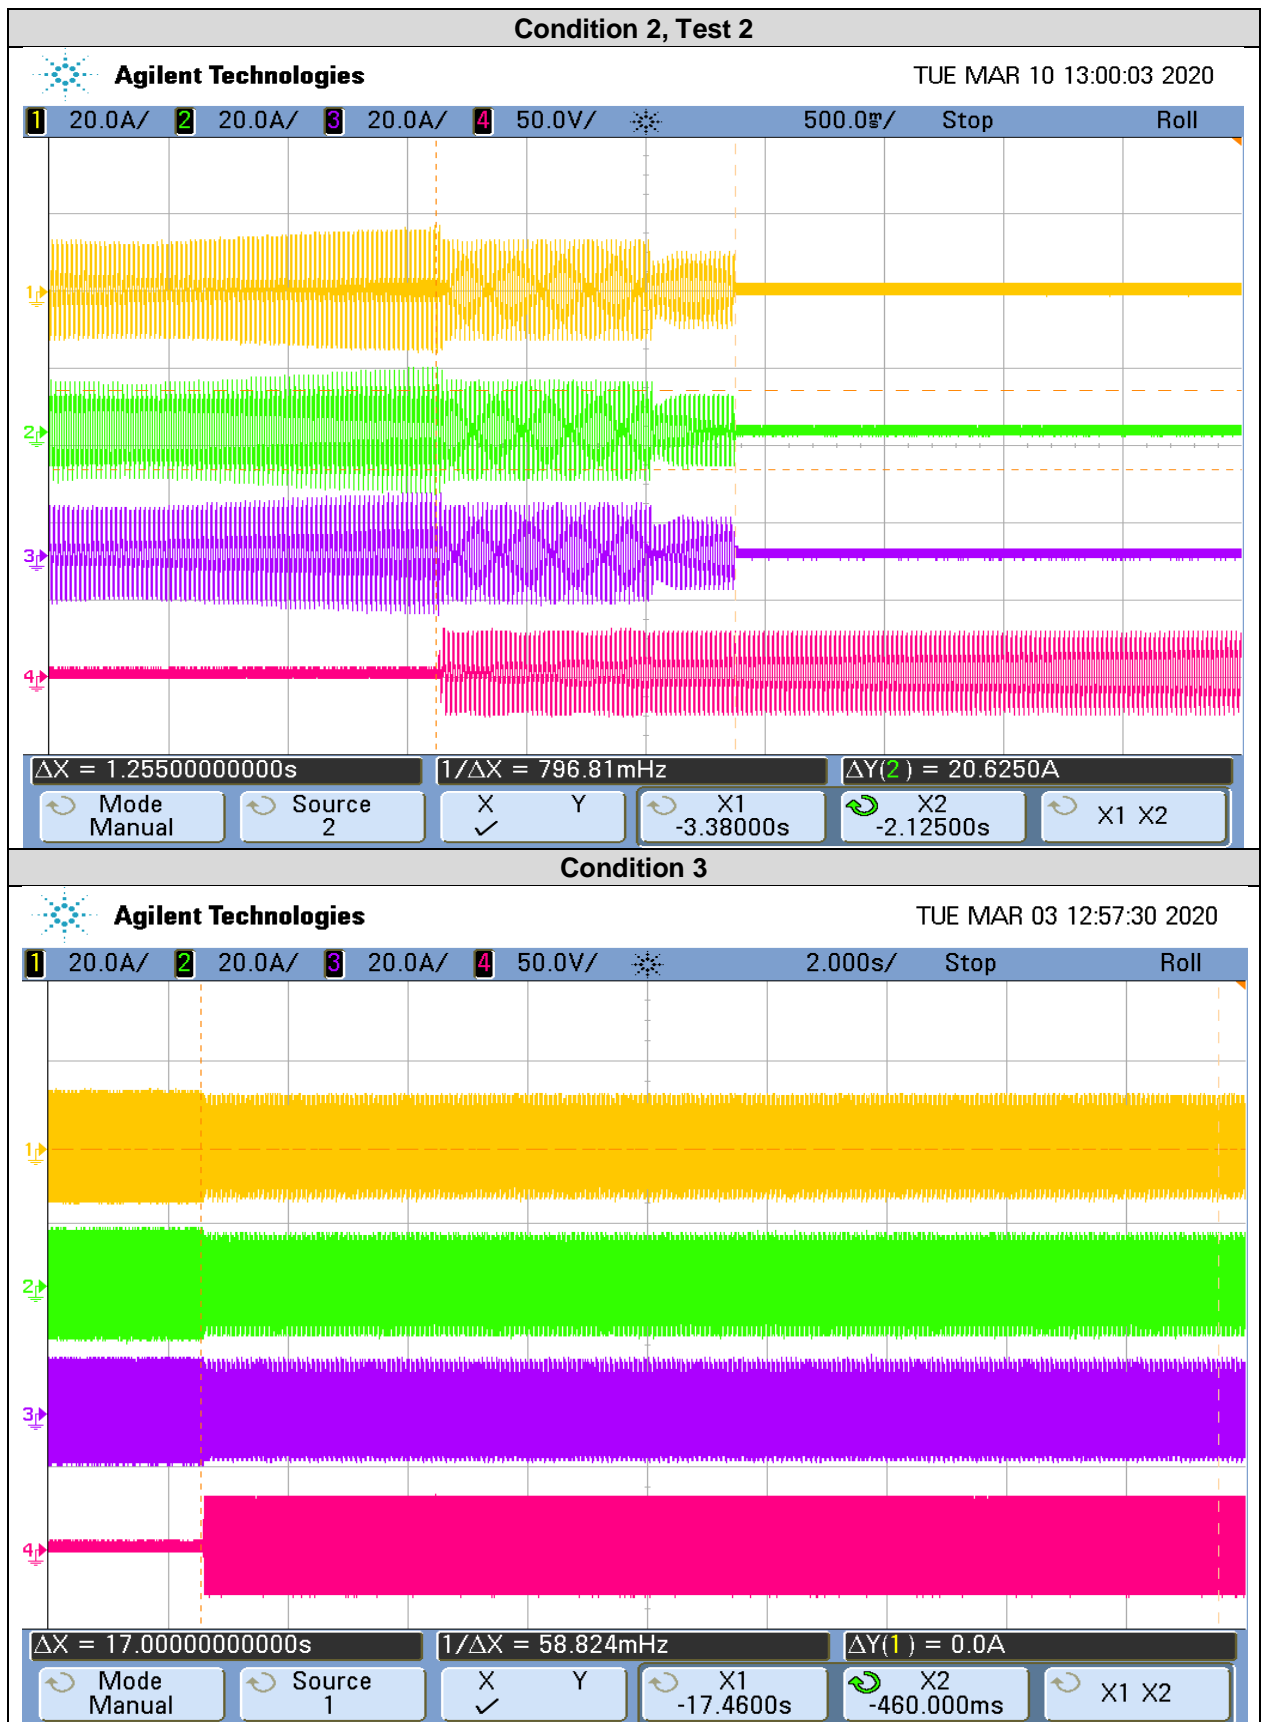 Condition 2, Test 2
Agilent Technologies TUE MAR 10 13:00:03 2020
1 20.0A/ 2 20.0A/ 3 20.0A/ 4 50.0V/ 500.0ms/ Stop Roll
1
2
3
4
ΔX = 1.25500000000s 1/ΔX = 796.81mHz ΔY(2) = 20.6250A
Mode Source X Y X1 X2 X1 X2
Manual 2 ✓ -3.38000s -2.12500s
Condition 3
Agilent Technologies TUE MAR 03 12:57:30 2020
1 20.0A/ 2 20.0A/ 3 20.0A/ 4 50.0V/ 2.000s/ Stop Roll
1
2
3
4
ΔX = 17.0000000000s 1/ΔX = 58.824mHz ΔY(1) = 0.0A
Mode Source X Y X1 X2 X1 X2
Manual 1 ✓ -17.4600s -460.000ms